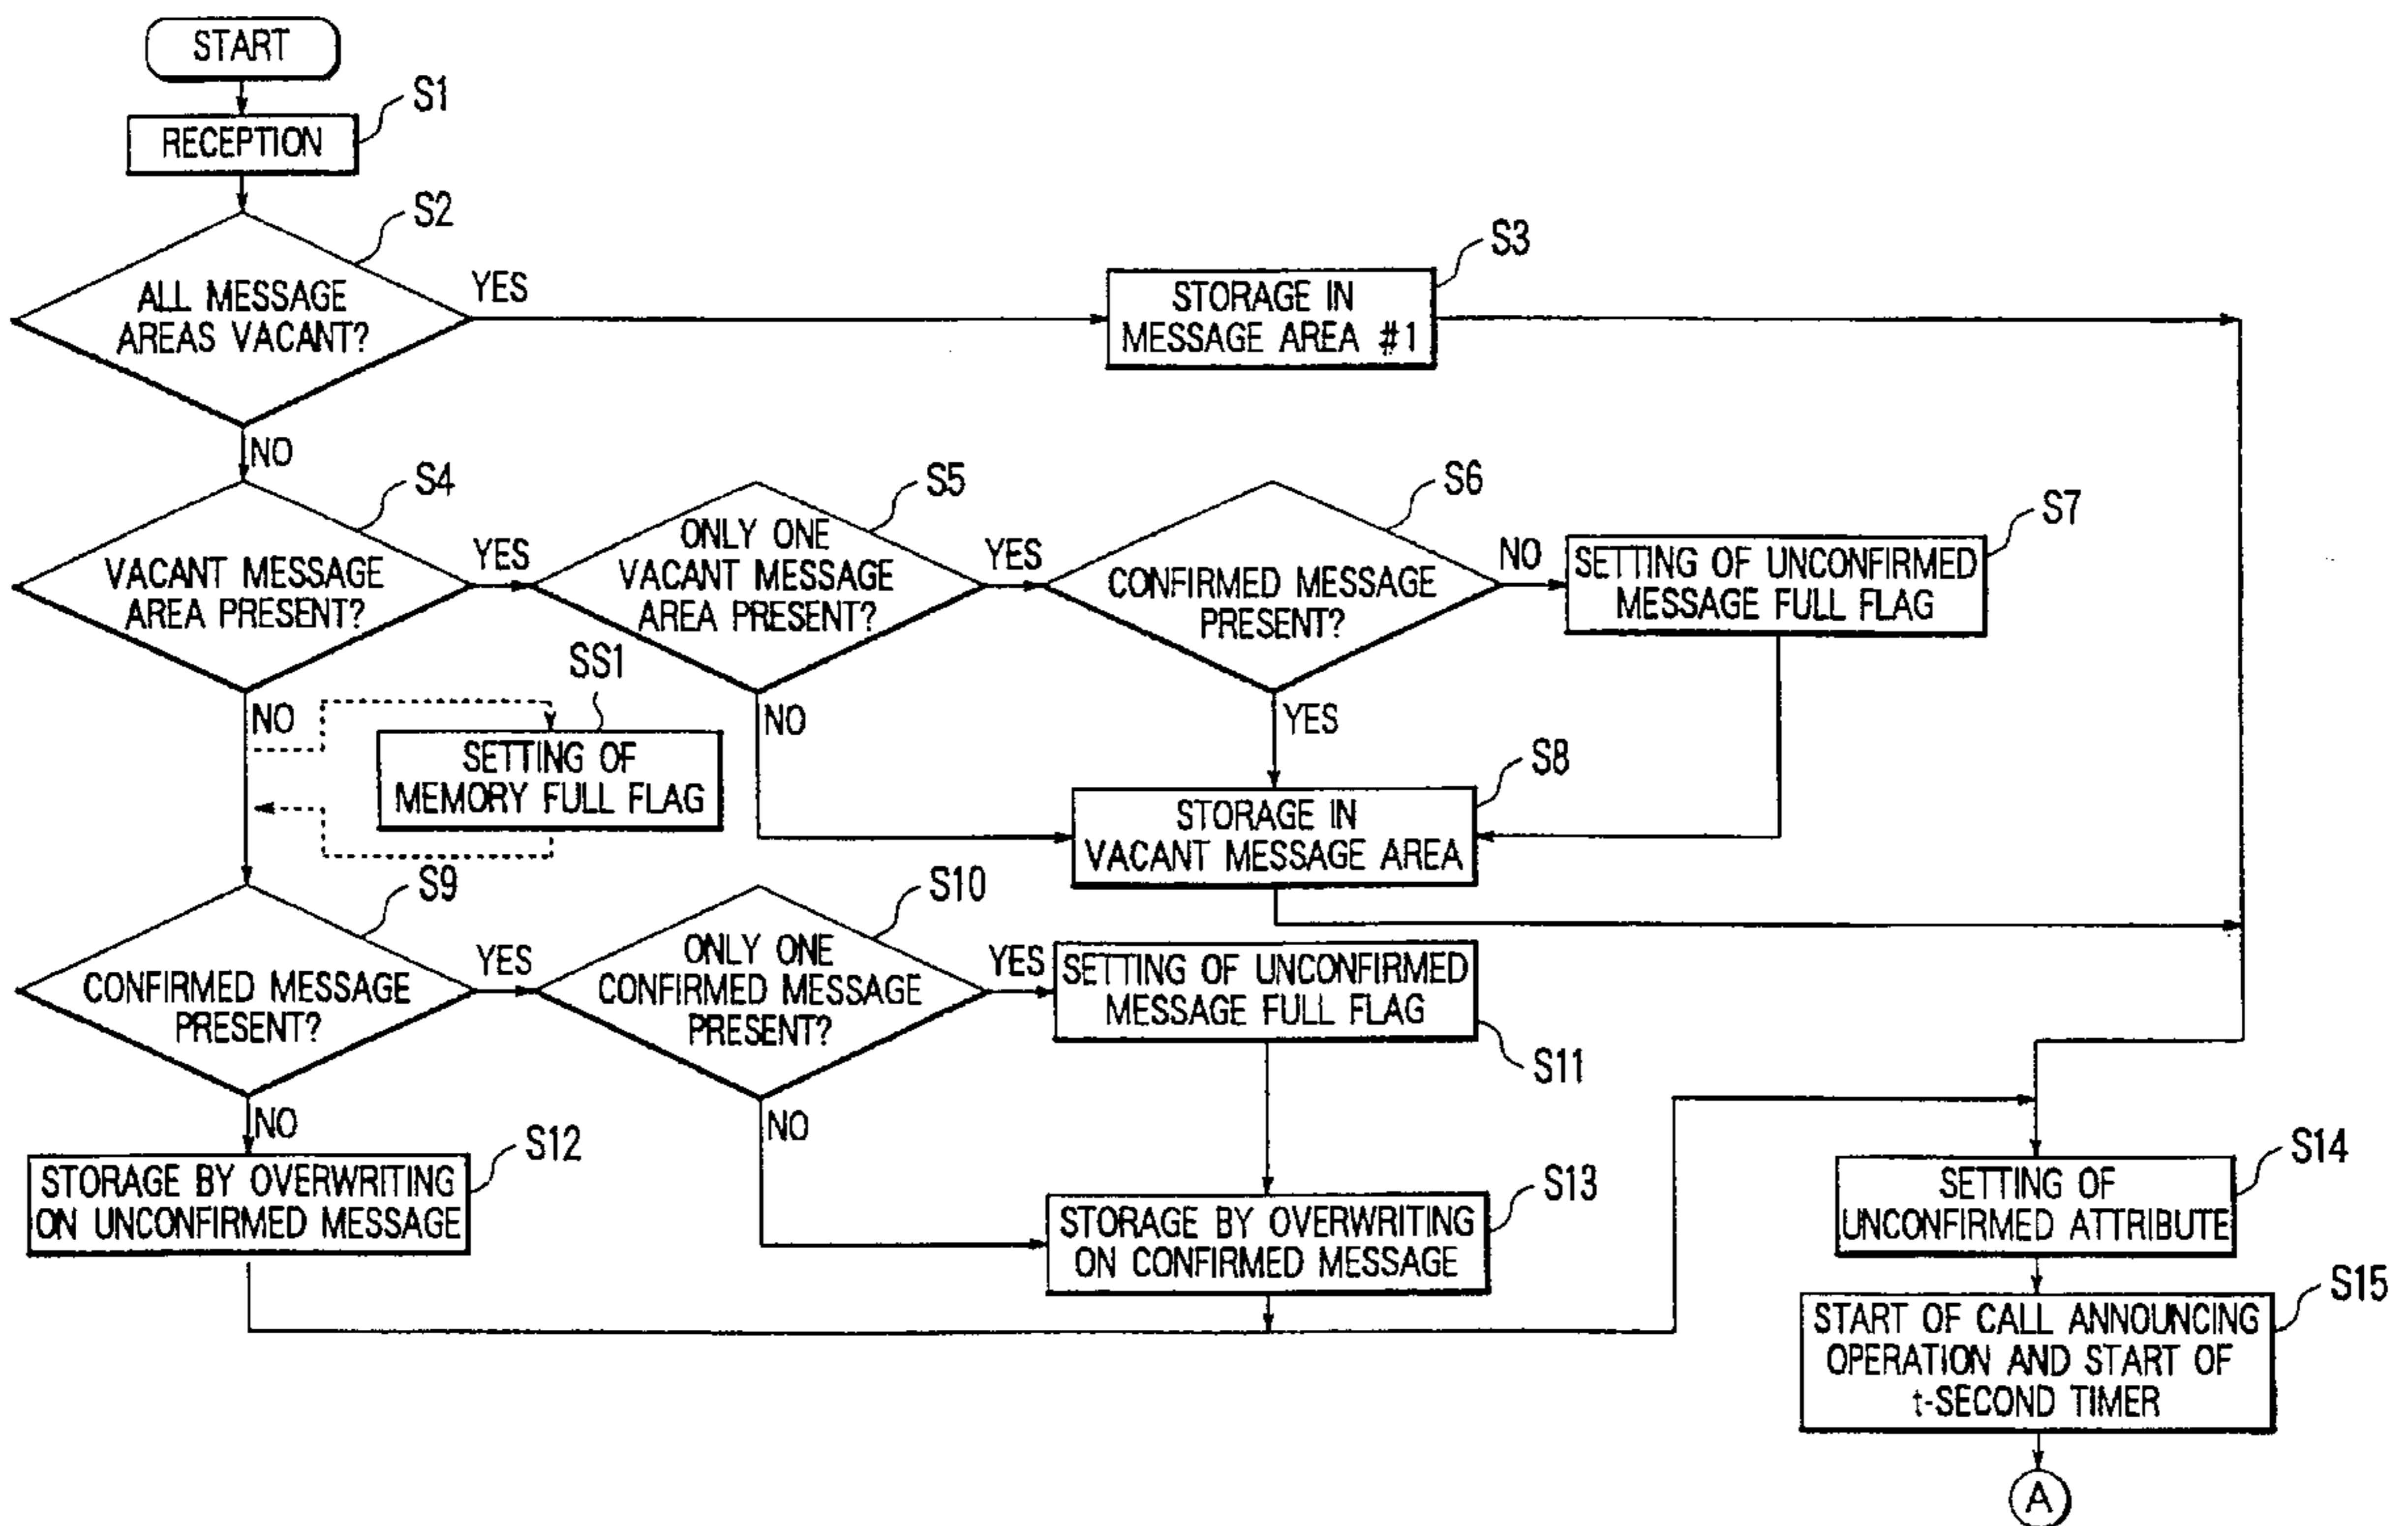 START
S1
RECEPTION
S2
ALL MESSAGE
AREAS VACANT?
YES
S3
STORAGE IN
MESSAGE AREA #1
NO
S4
VACANT MESSAGE
AREA PRESENT?
YES
S5
ONLY ONE
VACANT MESSAGE
AREA PRESENT?
YES
S6
CONFIRMED MESSAGE
PRESENT?
NO
S7
SETTING OF UNCONFIRMED
MESSAGE FULL FLAG
NO
SS1
SETTING OF
MEMORY FULL FLAG
NO
YES
S8
STORAGE IN
VACANT MESSAGE AREA
S9
CONFIRMED MESSAGE
PRESENT?
YES
S10
ONLY ONE
CONFIRMED MESSAGE
PRESENT?
YES
SETTING OF UNCONFIRMED
MESSAGE FULL FLAG
S11
NO
S12
STORAGE BY OVERWRITING
ON UNCONFIRMED MESSAGE
NO
S13
STORAGE BY OVERWRITING
ON CONFIRMED MESSAGE
S14
SETTING OF
UNCONFIRMED ATTRIBUTE
S15
START OF CALL ANNOUNCING
OPERATION AND START OF
t-SECOND TIMER
A